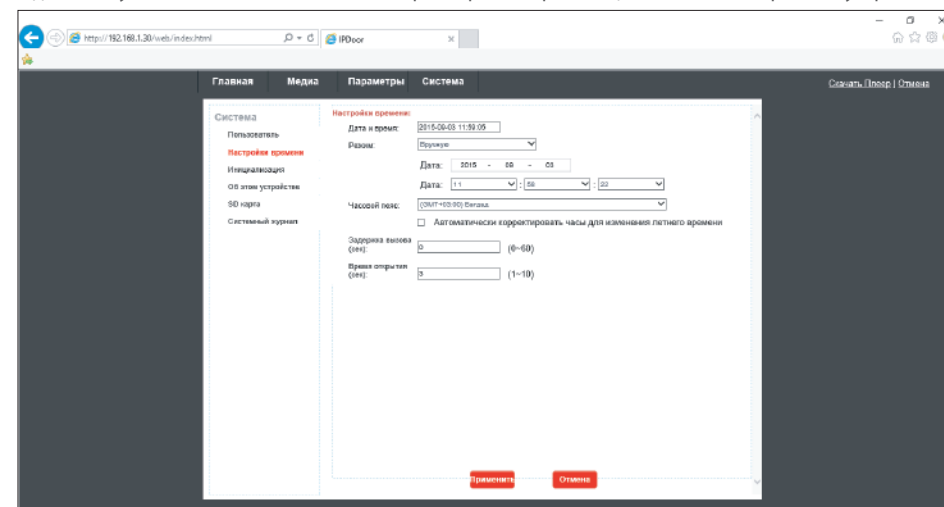 http://192.168.1.30/web/index.html
IPDoor
Главная Медиа Параметры Система
Скачать Плеер | Отмена
Система
Пользователь
Настройки времени
Инициализация
Об этом устройстве
SD карта
Системный журнал
Настройки времени:
Дата и время: 2015-09-03 11:59:05
Режим: Вручную
Дата: 2015 - 09 - 03
Дата: 11 : 58 : 22
Часовой пояс: (GMT+03:00)
Автоматически корректировать часы для изменения летнего времени
Задержка вызова
(сек): 0 (0~60)
Время открытия
(сек): 3 (1~10)
Применить Отмена